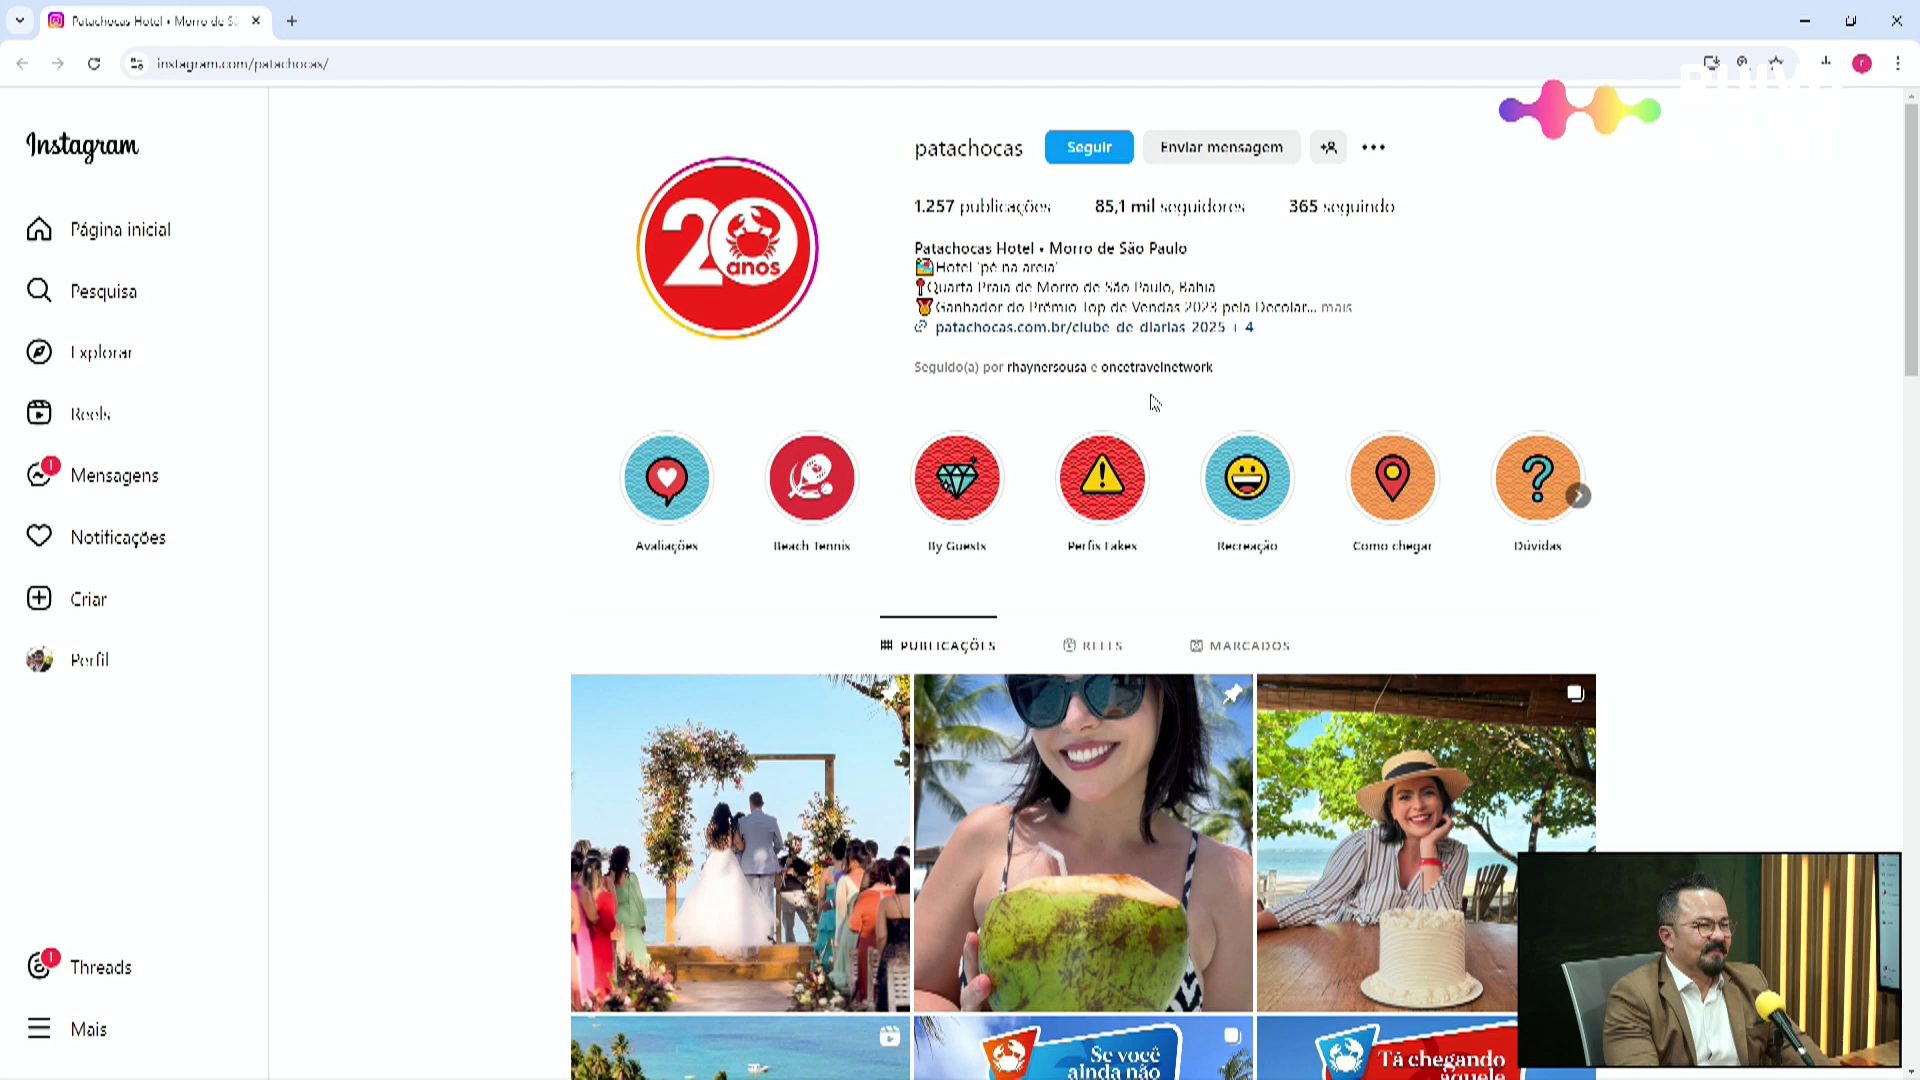 Patachocas Hotel • Morro de S
instagram.com/patachocas/
Instagram
patachocas
Seguir
Enviar mensagem
1.257 publicações
85,1 mil seguidores
365 seguindo
Patachocas Hotel • Morro de São Paulo
Hotel 'pé na areia'
Quarta Praia de Morro de São Paulo, Bahia
Ganhador do Prêmio Top de Vendas 2023 pela Decolar... mais
patachocas.com.br/clube-de-diarias-2025 + 4
Seguido(a) por rhaynersousa e oncetravelnetwork
20
anos
Página inicial
Pesquisa
Explorar
Reels
1
Mensagens
Notificações
Criar
Perfil
1
Threads
Mais
Avaliações
Beach Tennis
By Guests
Perfis Fakes
Recreação
Como chegar
Dúvidas
PUBLICAÇÕES
REELS
MARCADOS
Se você
ainda não
Tá chegando
aquele